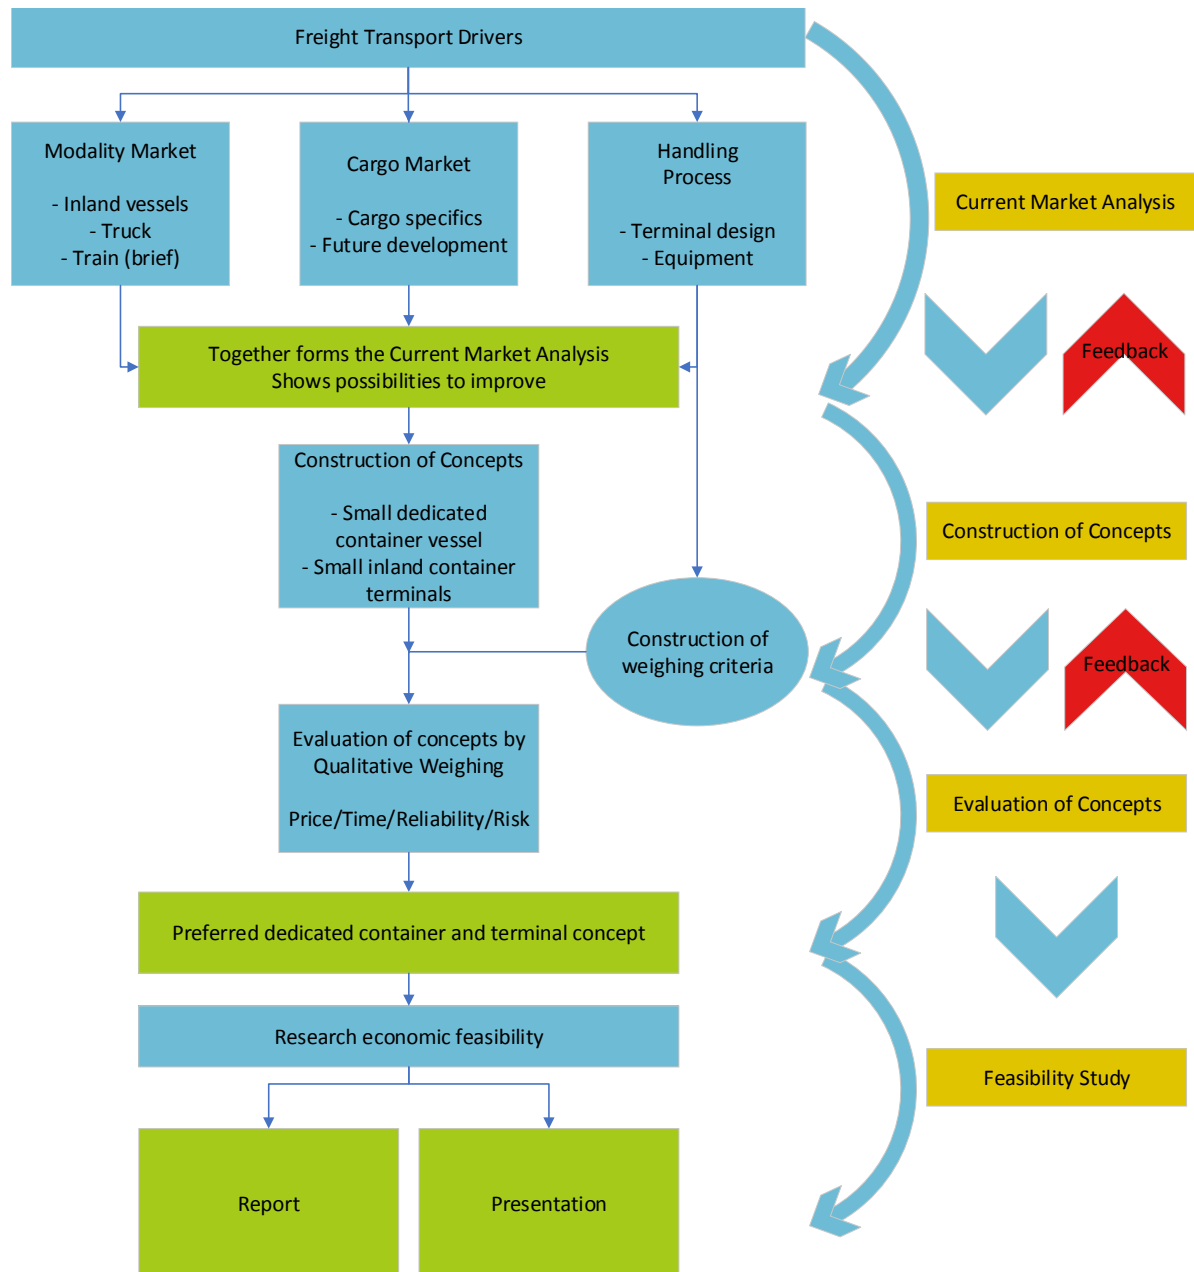 Freight Transport Drivers
Modality Market
- Inland vessels
- Truck
- Train (brief)
Cargo Market
- Cargo specifics
- Future development
Handling
Process
- Terminal design
- Equipment
Together forms the Current Market Analysis
Shows possibilities to improve
Construction of Concepts
- Small dedicated
container vessel
- Small inland container
terminals
Construction of
weighing criteria
Evaluation of concepts by
Qualitative Weighing
Price/Time/Reliability/Risk
Preferred dedicated container and terminal concept
Research economic feasibility
Report
Presentation
Current Market Analysis
Feedback
Construction of Concepts
Feedback
Evaluation of Concepts
Feasibility Study